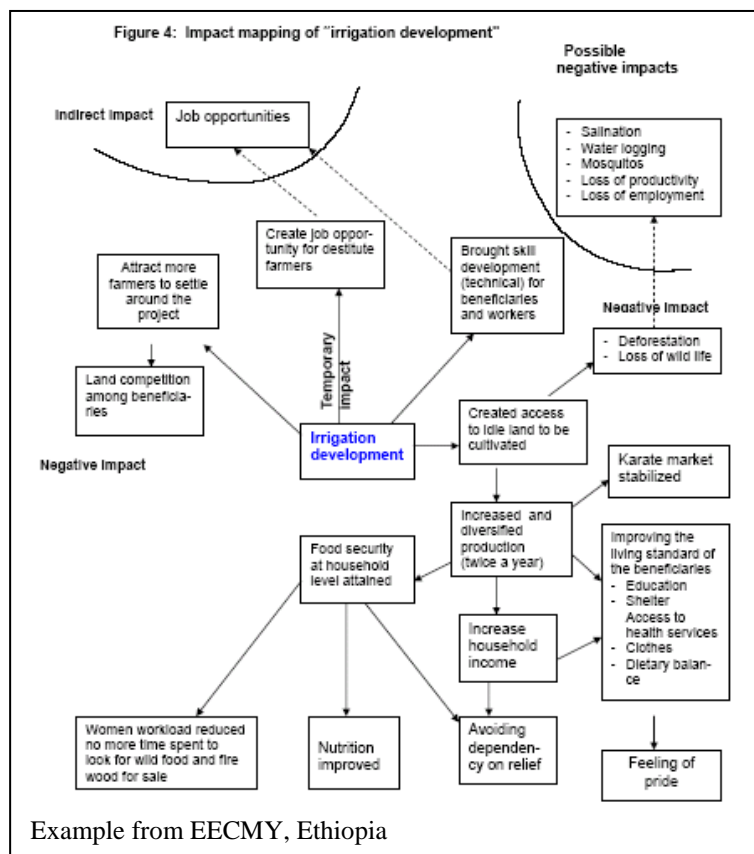 Figure 4: Impact mapping of "irrigation development"
Possible
negative impacts
Indirect impact
Job opportunities
- Salination
- Water logging
- Mosquitos
- Loss of productivity
- Loss of employment
Create job oppor-
tunity for destitute
farmers
Brought skill
development
(technical) for
beneficiaries
and workers
Attract more
farmers to settle
around the
project
Negative Impact
- Deforestation
- Loss of wild life
Land competition
among beneficia-
ries
Temporary
impact
Created access
to idle land to be
cultivated
Irrigation
development
Negative impact
Karate market
stabilized
Increased and
diversified
production
(twice a year)
Food security
at household
level attained
Improving the
living standard of
the beneficiaries
- Education
- Shelter
Access to
health services
- Clothes
- Dietary balan-
ce
Increase
household
income
Women workload reduced
no more time spent to
look for wild food and fire
wood for sale
Nutrition
improved
Avoiding
dependen-
cy on relief
Feeling of
pride
Example from EECMY, Ethiopia